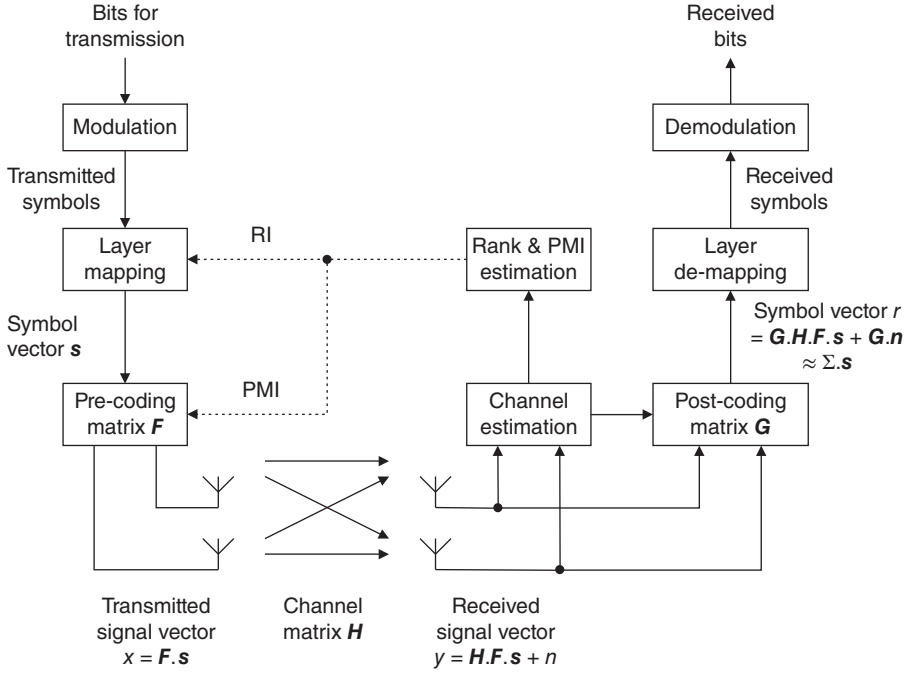 Bits for
transmission
Received
bits
Modulation
Demodulation
Transmitted
symbols
Received
symbols
RI
Layer
mapping
Rank & PMI
estimation
Layer
de-mapping
Symbol
vector s
Symbol vector r
= G.H.F.s + G.n
≈ Σ.s
PMI
Pre-coding
matrix F
Channel
estimation
Post-coding
matrix G
Transmitted
signal vector
x = F.s
Channel
matrix H
Received
signal vector
y = H.F.s + n